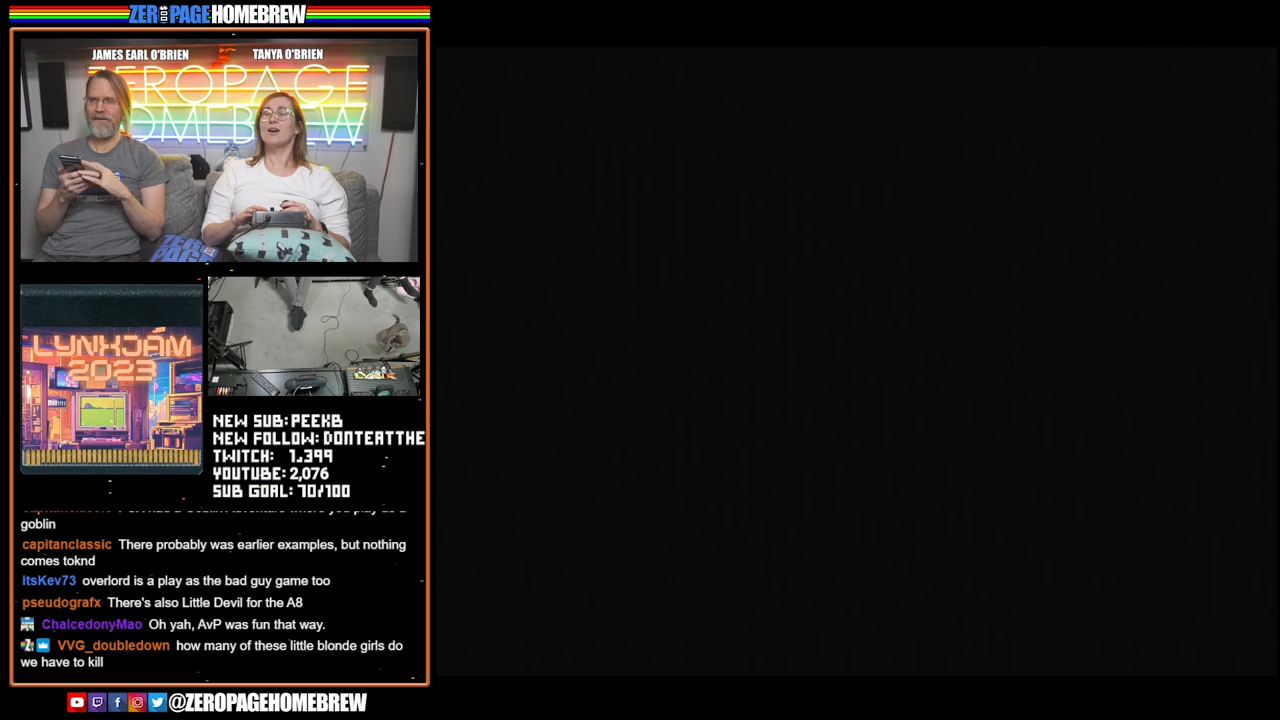 ZEROPAGEHOMEBREW
JAMES EARL O'BRIEN
TANYA O'BRIEN
ZEROPAGE
HOMEBREW
ZERO
PAGE
LYNXJAM
2023
NEW SUB: PEEKB
NEW FOLLOW: DONTEATTHE
TWITCH: 1,399
YOUTUBE: 2,076
SUB GOAL: 70/100
goblin
capitanclassic There probably was earlier examples, but nothing
comes toknd
itsKev73 overlord is a play as the bad guy game too
pseudografx There's also Little Devil for the A8
ChalcedonyMao Oh yah, AvP was fun that way.
VVG_doubledown how many of these little blonde girls do
we have to kill
@ZEROPAGEHOMEBREW